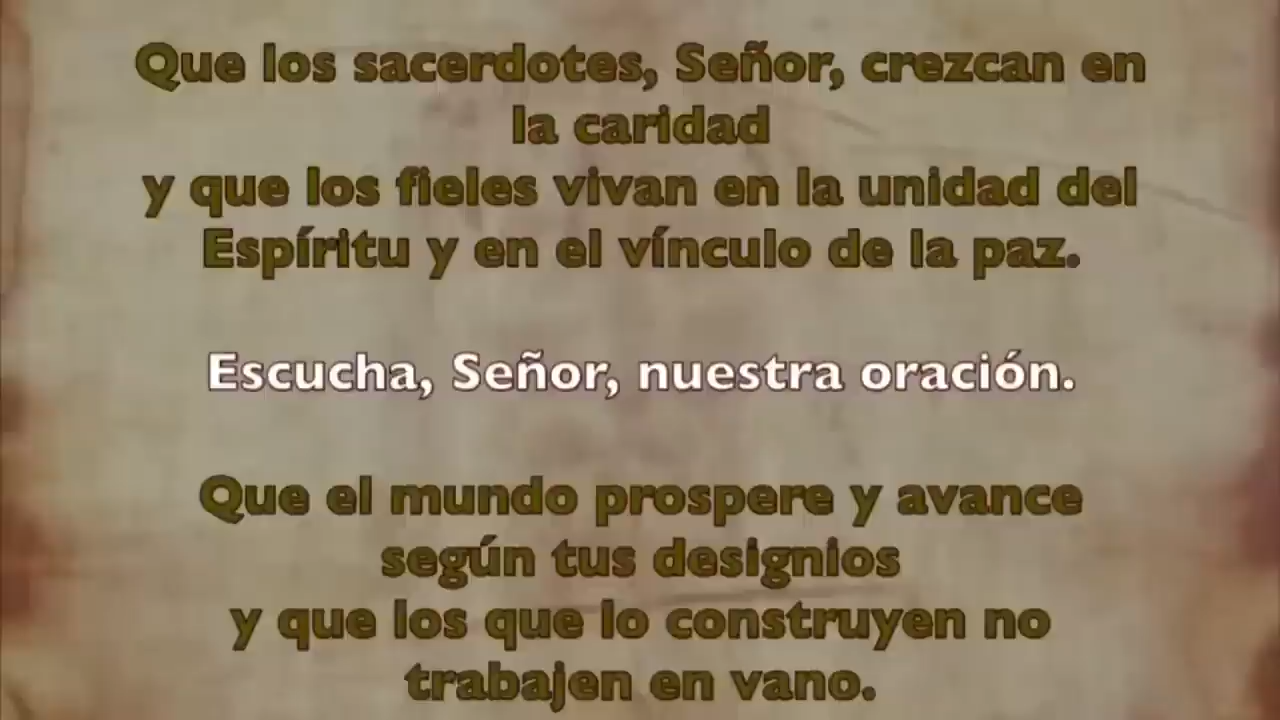 Que los sacerdotes, Señor, crezcan en
la caridad
y que los fieles vivan en la unidad del
Espíritu y en el vínculo de la paz.
Escucha, Señor, nuestra oración.
Que el mundo prospere y avance
según tus designios
y que los que lo construyen no
trabajen en vano.